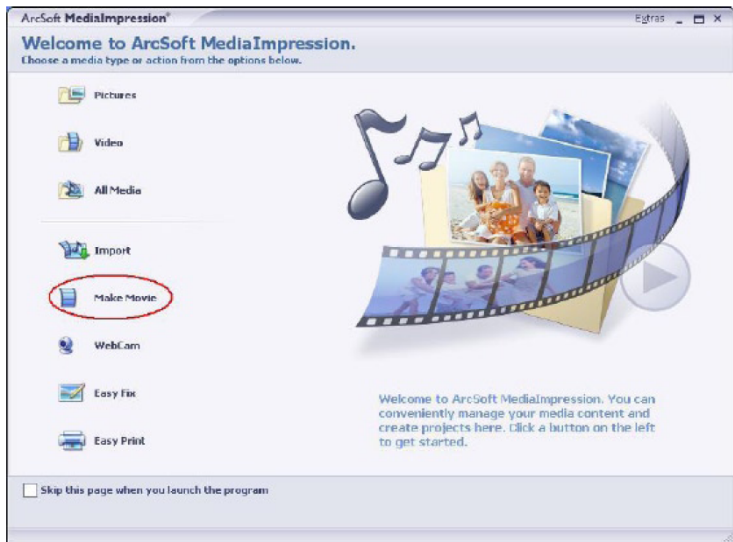 ArcSoft MediaImpression®
Extras
Welcome to ArcSoft MediaImpression.
Choose a media type or action from the options below.
Pictures
Video
All Media
Import
Make Movie
WebCam
Easy Fix
Easy Print
Welcome to ArcSoft MediaImpression. You can
conveniently manage your media content and
create projects here. Click a button on the left
to get started.
Skip this page when you launch the program